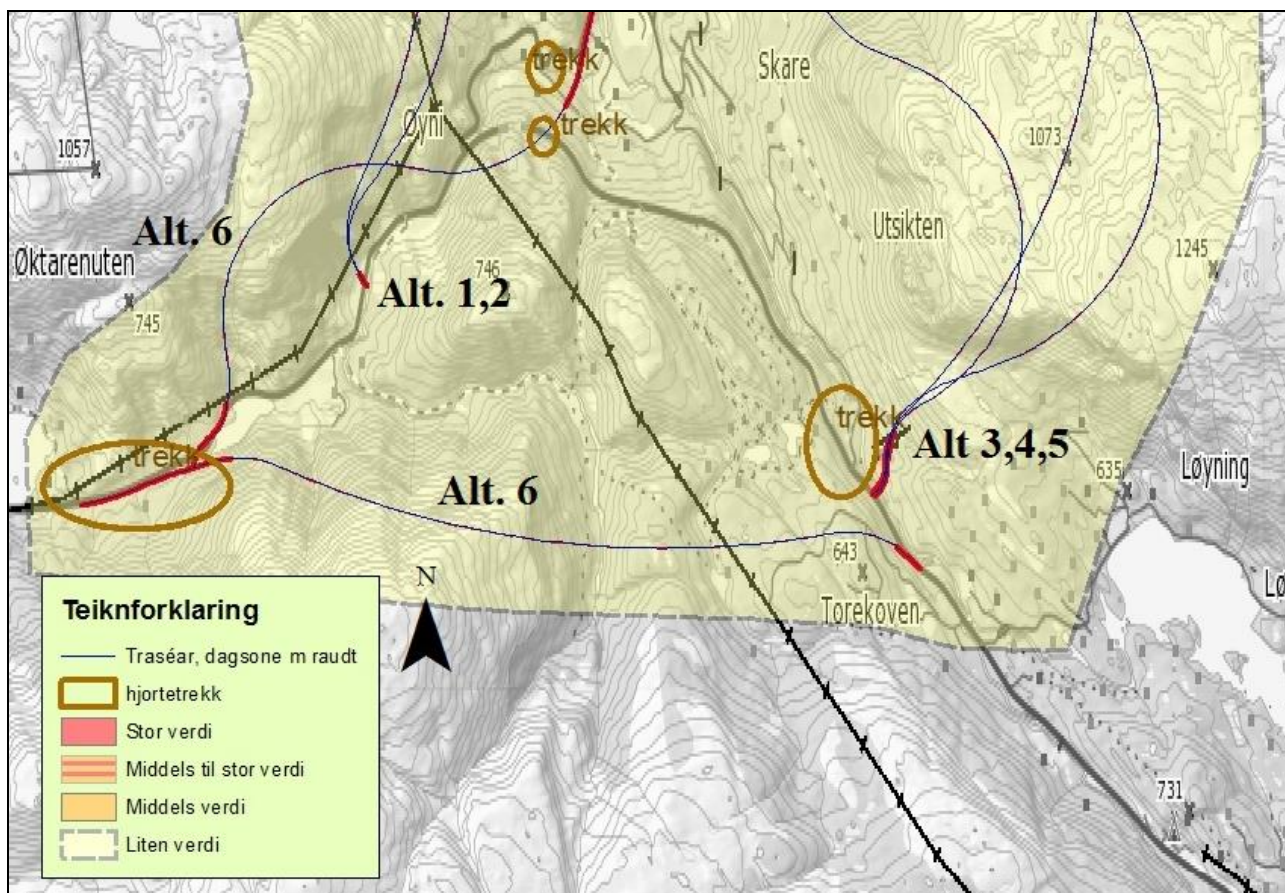 trekk
Skare
Øyni
trekk
1057
1073
Alt. 6
Utsikten
Øktarenuten
746
1245
Alt. 1,2
745
trekk
Alt 3,4,5
trekk
635
Løyning
Alt. 6
643
N
Torekoven
Lø
Teiknforklaring
Traséar, dagsone m raudt
hjortetrekk
Stor verdi
Middels til stor verdi
Middels verdi
Liten verdi
731